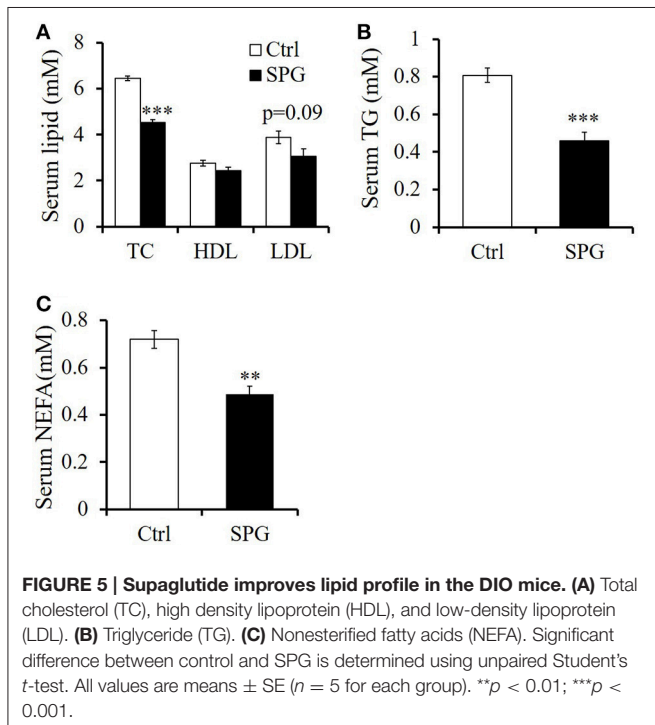 A
Serum lipid (mM)
8
6
4
2
0
Ctrl
SPG
***
p=0.09
TC HDL LDL
B
Serum TG (mM)
1
0.8
0.6
0.4
0.2
0
***
Ctrl SPG
C
Serum NEFA(mM)
0.8
0.6
0.4
0.2
0
**
Ctrl SPG
FIGURE 5 | Supaglutide improves lipid profile in the DIO mice. (A) Total
cholesterol (TC), high density lipoprotein (HDL), and low-density lipoprotein
(LDL). (B) Triglyceride (TG). (C) Nonesterified fatty acids (NEFA). Significant
difference between control and SPG is determined using unpaired Student's
t-test. All values are means ± SE (n = 5 for each group). **p < 0.01; ***p <
0.001.